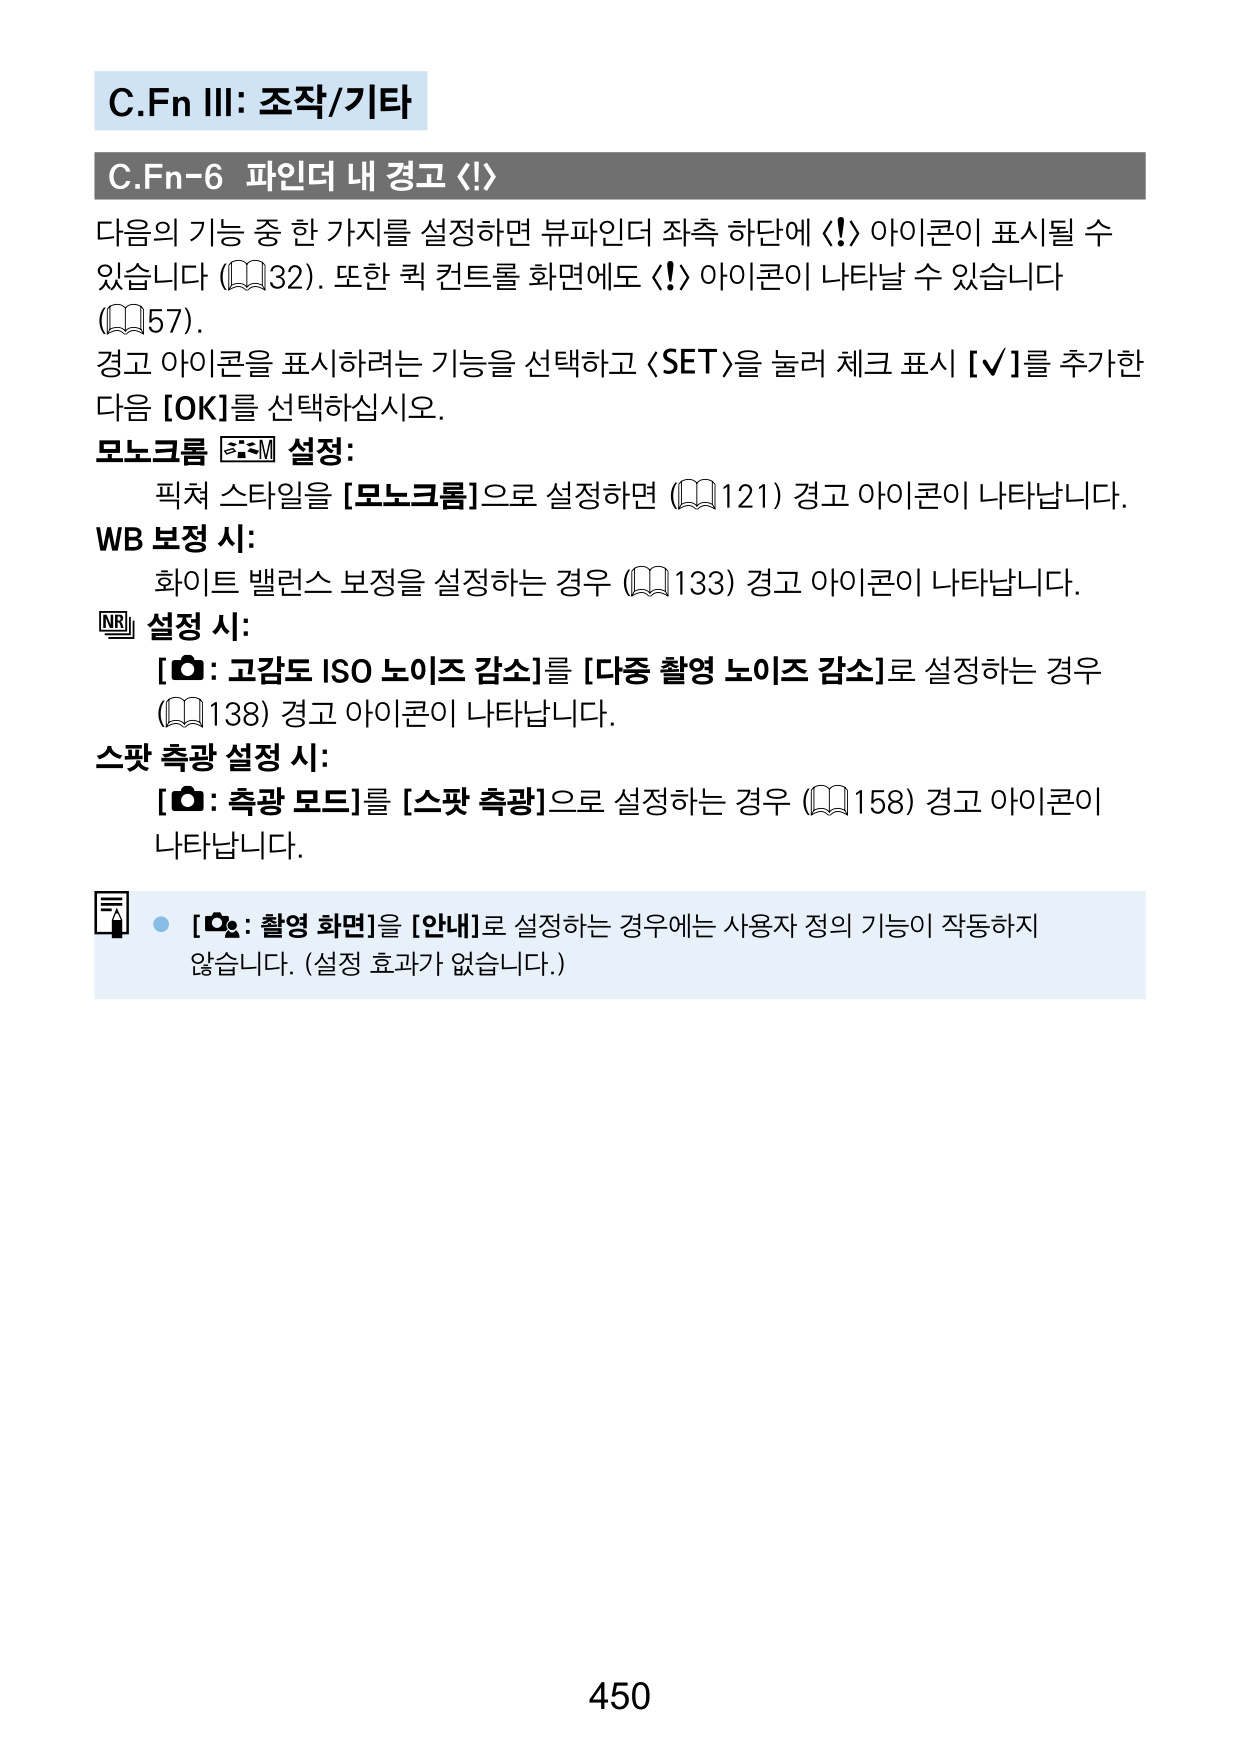 C.Fn III: 조작/기타
C.Fn-6 파인더 내 경고 <!>
다음의 기능 중 한 가지를 설정하면 뷰파인더 좌측 하단에 <!> 아이콘이 표시될 수
있습니다 (32). 또한 퀵 컨트롤 화면에도 <!> 아이콘이 나타날 수 있습니다
(57).
경고 아이콘을 표시하려는 기능을 선택하고 <SET>을 눌러 체크 표시 [✓]를 추가한
다음 [OK]를 선택하십시오.
모노크롬 M 설정:
픽쳐 스타일을 [모노크롬]으로 설정하면 (121) 경고 아이콘이 나타납니다.
WB 보정 시:
화이트 밸런스 보정을 설정하는 경우 (133) 경고 아이콘이 나타납니다.
NR 설정 시:
[: 고감도 ISO 노이즈 감소]를 [다중 촬영 노이즈 감소]로 설정하는 경우
(138) 경고 아이콘이 나타납니다.
스팟 측광 설정 시:
[: 측광 모드]를 [스팟 측광]으로 설정하는 경우 (158) 경고 아이콘이
나타납니다.
● [: 촬영 화면]을 [안내]로 설정하는 경우에는 사용자 정의 기능이 작동하지
않습니다. (설정 효과가 없습니다.)
450